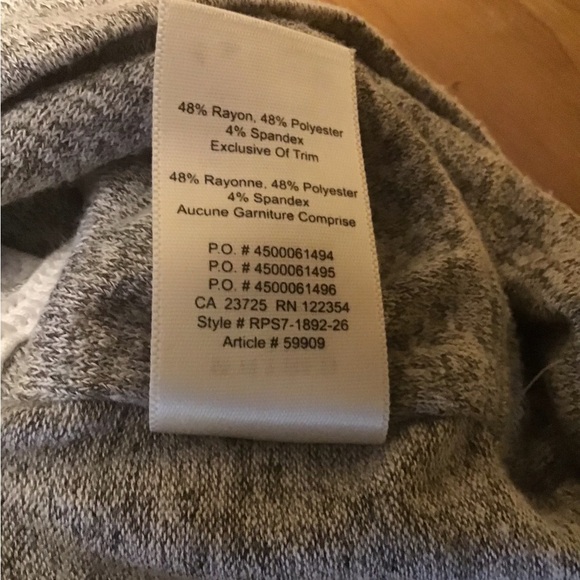 48% Rayon, 48% Polyester
4% Spandex
Exclusive Of Trim
48% Rayonne, 48% Polyester
4% Spandex
Aucune Garniture Comprise
P.O. # 4500061494
P.O. # 4500061495
P.O. # 4500061496
CA 23725 RN 122354
Style # RPS7-1892-26
Article # 59909